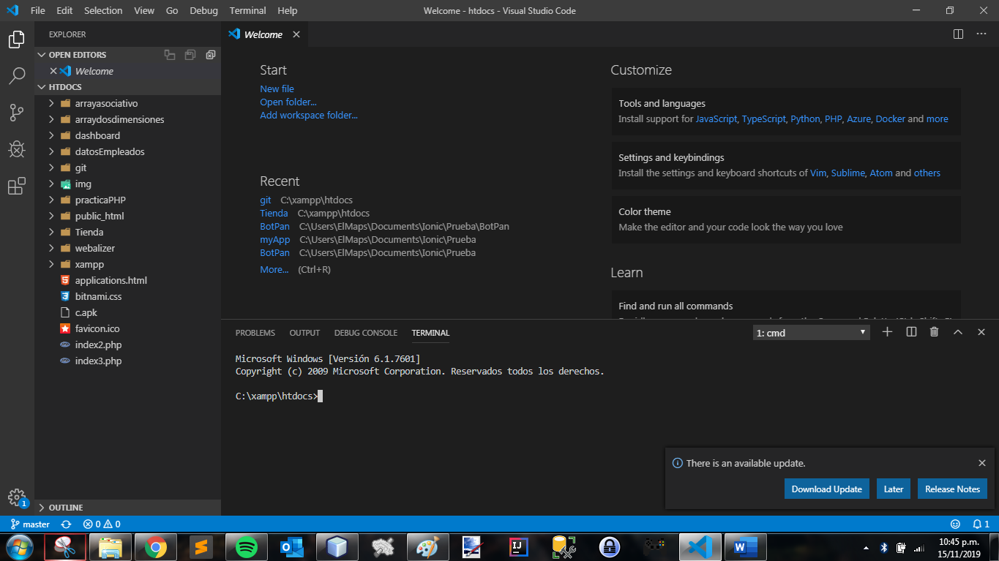 File Edit Selection View Go Debug Terminal Help
Welcome - htdocs - Visual Studio Code
EXPLORER
OPEN EDITORS
Welcome
HTDOCS
arrayasociativo
arraydosdimensiones
dashboard
datosEmpleados
git
img
practicaPHP
public_html
Tienda
webalizer
xampp
applications.html
bitnami.css
c.apk
favicon.ico
index2.php
index3.php
OUTLINE
Welcome
Start
New file
Open folder...
Add workspace folder...
Recent
git C:\xampp\htdocs
Tienda C:\xampp\htdocs
BotPan C:\Users\ElMaps\Documents\Ionic\Prueba\BotPan
myApp C:\Users\ElMaps\Documents\Ionic\Prueba
BotPan C:\Users\ElMaps\Documents\Ionic\Prueba
More... (Ctrl+R)
Customize
Tools and languages
Install support for JavaScript, TypeScript, Python, PHP, Azure, Docker and more
Settings and keybindings
Install the settings and keyboard shortcuts of Vim, Sublime, Atom and others
Color theme
Make the editor and your code look the way you love
Learn
Find and run all commands
PROBLEMS OUTPUT DEBUG CONSOLE TERMINAL
1: cmd
Microsoft Windows [Versión 6.1.7601]
Copyright (c) 2009 Microsoft Corporation. Reservados todos los derechos.
C:\xampp\htdocs>
There is an available update.
Download Update Later Release Notes
1
master 0 0 1
10:45 p.m.
15/11/2019